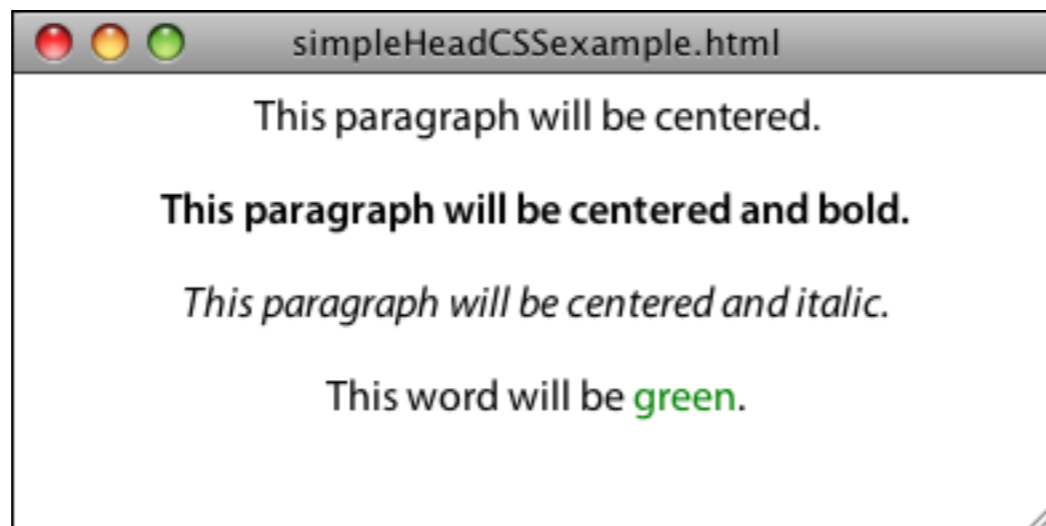 simpleHeadCSSexample.html
This paragraph will be centered.
This paragraph will be centered and bold.
This paragraph will be centered and italic.
This word will be green.